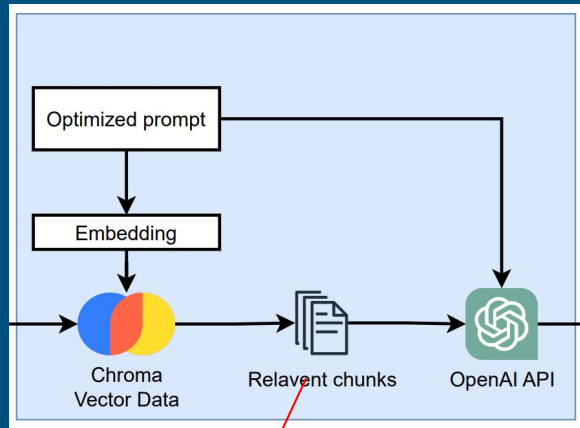 Optimized prompt
Embedding
Chroma
Vector Data
Relavent chunks
OpenAI API